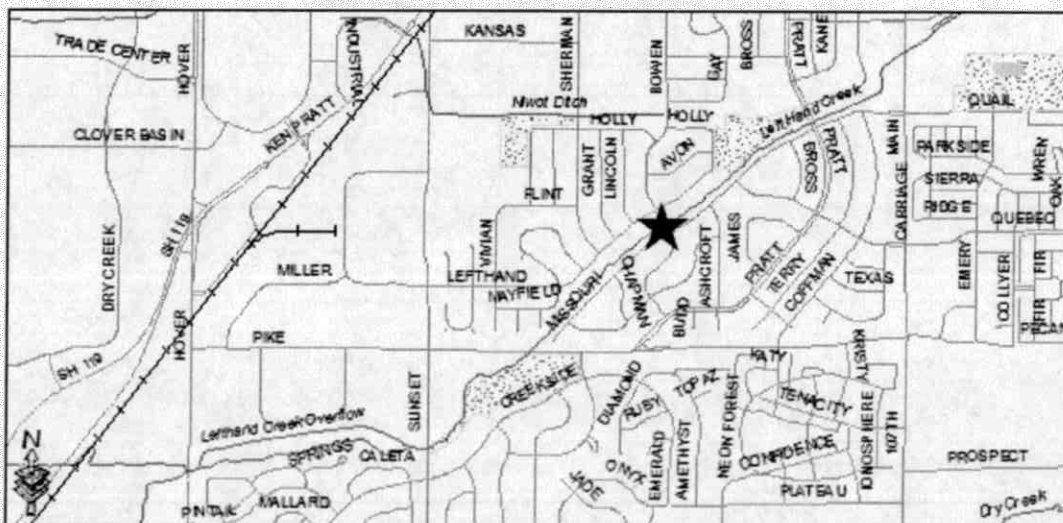 TRADE CENTER
HOVER
INDUSTRIAL
KANSAS
SHERMAN
BOWEN
GAY
BROSS
PRATT
KANE
Niwot Ditch
HOLLY
HOLLY
Left Hand Creek
QUAIL
CLOVER BASIN
KEN PRATT
AVON
GRANT
LINCOLN
FLINT
PRATT
BROSS
MAIN
CARRIAGE
PARKSIDE
SIERRA
RIDGE
WREN
OAK
QUEBEC
DRY CREEK
SH 119
VIVIAN
MILLER
LEFTHAND
MAYFIELD
MISSOURI
CHIPMAN
BUDD
ASHCROFT
JAMES
PRATT
TERRY
COFFMAN
TEXAS
EMERY
COLLYER
FIR
FIR
HOVER
PIKE
SH 119
SUNSET
CREEKSIDE
DIAMOND
RUBY
TOPAZ
KATY
KRISTY
TENACITY
NEON FOREST
IONOSPHERE
107TH
Lefthand Creek Overflow
SPRINGS
CALETA
ONYX
EMERALD
AMETHYST
CONFIDENCE
PROSPECT
N
PINTAIL
MALLARD
JADE
PLATEAU
Dry Creek